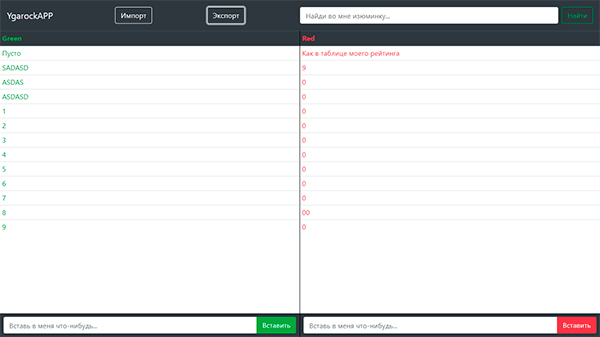 YgarockAPP Импорт Экспорт Найди во мне изюминку... Найти
Green Red
Пусто Как в таблице моего рейтинга
SADASD 9
ASDAS 0
ASDASD 0
1 0
2 0
3 0
4 0
5 0
6 0
7 0
8 00
9 0
Вставь в меня что-нибудь... Вставить Вставь в меня что-нибудь... Вставить